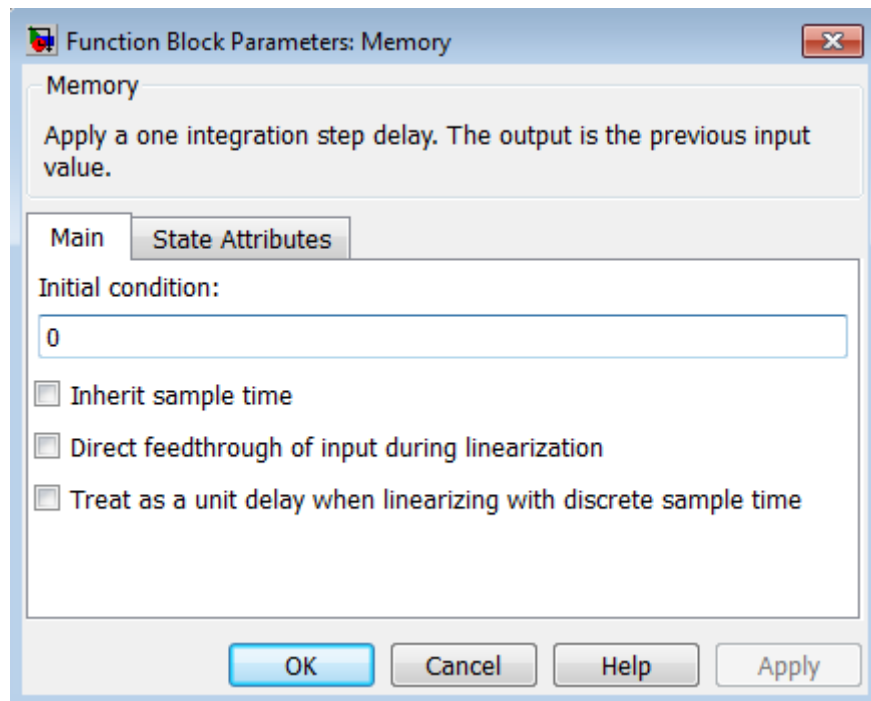 Function Block Parameters: Memory
Memory
Apply a one integration step delay. The output is the previous input
value.
Main
State Attributes
Initial condition:
0
Inherit sample time
Direct feedthrough of input during linearization
Treat as a unit delay when linearizing with discrete sample time
OK
Cancel
Help
Apply